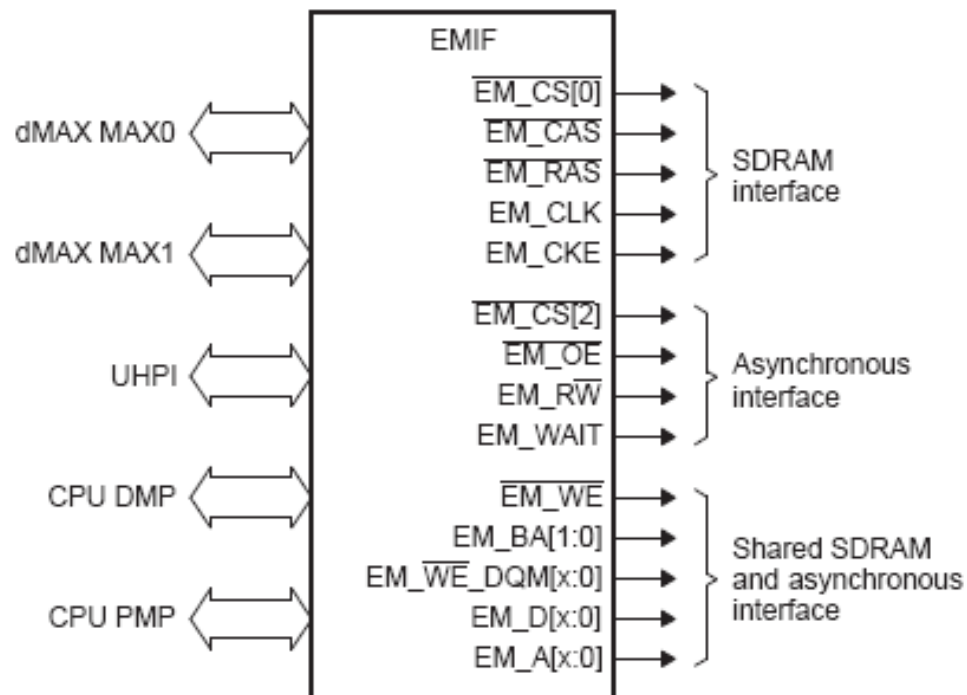 EMIF
dMAX MAX0
dMAX MAX1
UHPI
CPU DMP
CPU PMP
EM_CS[0]
EM_CAS
EM_RAS
EM_CLK
EM_CKE
SDRAM
interface
EM_CS[2]
EM_OE
EM_RW
EM_WAIT
Asynchronous
interface
EM_WE
EM_BA[1:0]
EM_WE_DQM[x:0]
EM_D[x:0]
EM_A[x:0]
Shared SDRAM
and asynchronous
interface